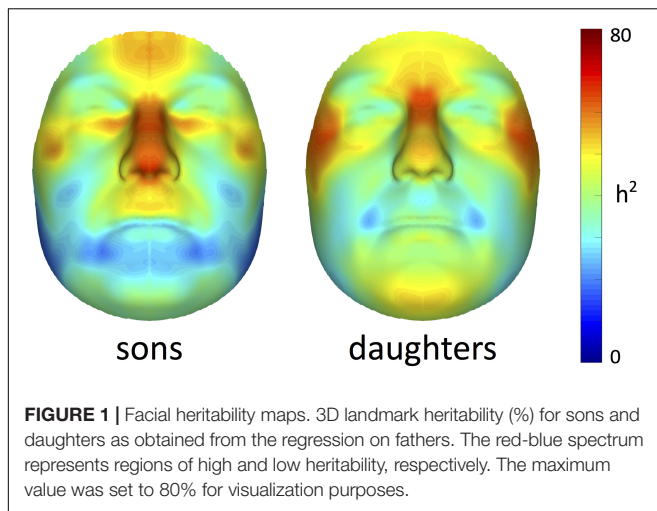 80
h²
0
sons
daughters
FIGURE 1 | Facial heritability maps. 3D landmark heritability (%) for sons and
daughters as obtained from the regression on fathers. The red-blue spectrum
represents regions of high and low heritability, respectively. The maximum
value was set to 80% for visualization purposes.